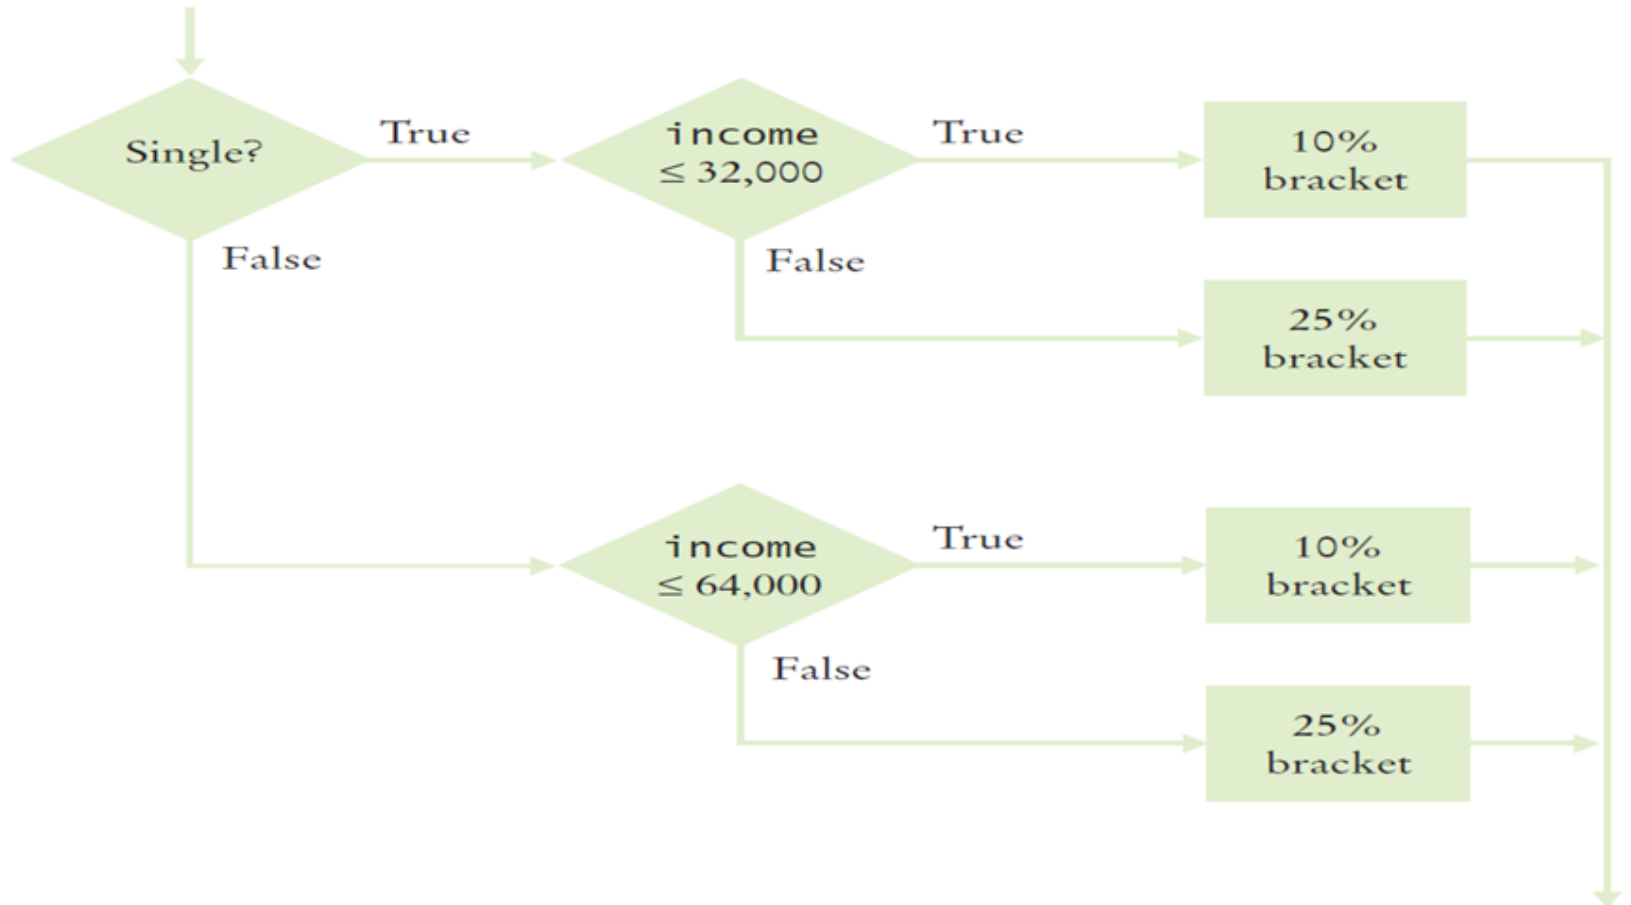 Single?
True
income
≤ 32,000
True
10%
bracket
False
False
25%
bracket
income
≤ 64,000
True
10%
bracket
False
25%
bracket